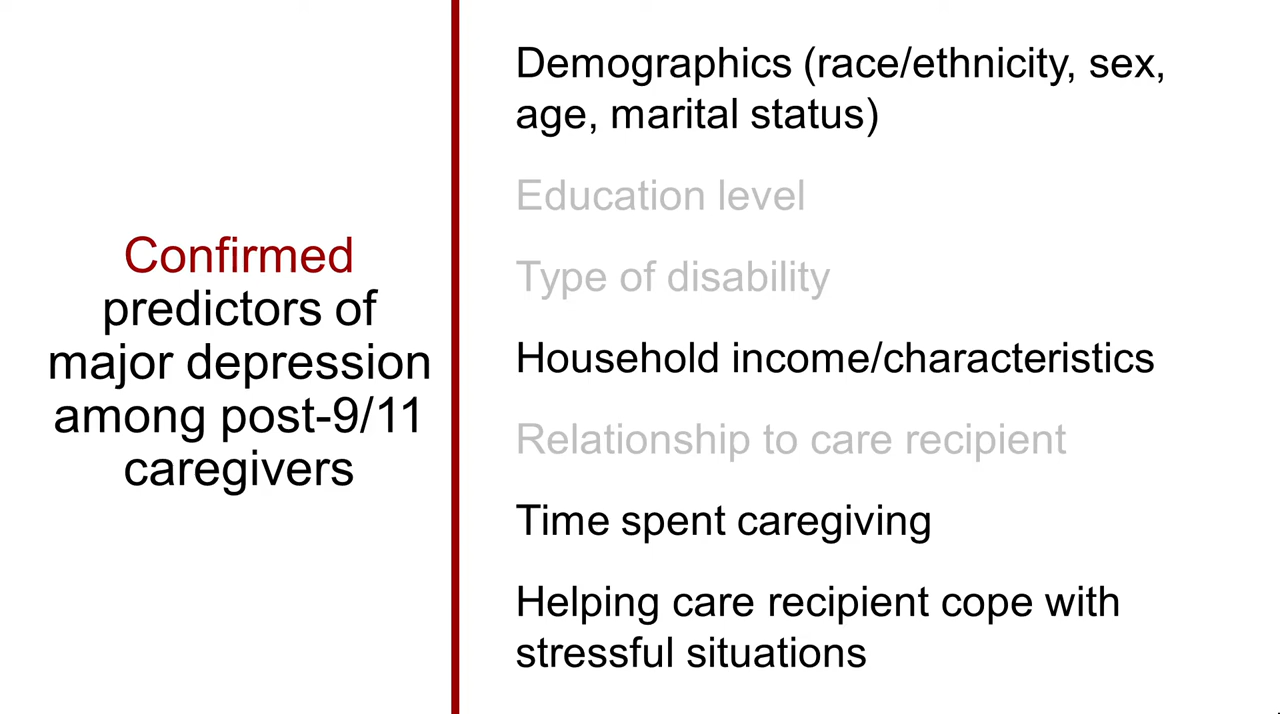 Confirmed
predictors of
major depression
among post-9/11
caregivers
Demographics (race/ethnicity, sex,
age, marital status)
Education level
Type of disability
Household income/characteristics
Relationship to care recipient
Time spent caregiving
Helping care recipient cope with
stressful situations